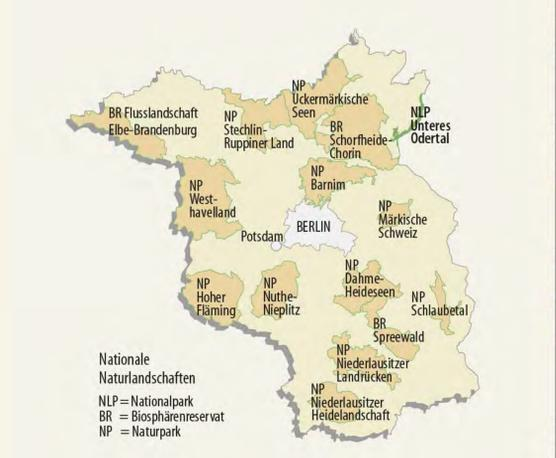 NP
Uckermärkische
Seen
BR Flusslandschaft
Elbe-Brandenburg
NP
Stechlin-
Ruppiner Land
BR
Schorfheide-
Chorin
NLP
Unteres
Odertal
NP
Barnim
NP
West-
havelland
NP
Märkische
Schweiz
BERLIN
Potsdam
NP
Dahme-
Heideseen
NP
Hoher
Fläming
NP
Nuthe-
Nieplitz
NP
Schlaubetal
BR
Spreewald
NP
Niederlausitzer
Landrücken
NP
Niederlausitzer
Heidelandschaft
Nationale
Naturlandschaften
NLP = Nationalpark
BR = Biosphärenreservat
NP = Naturpark